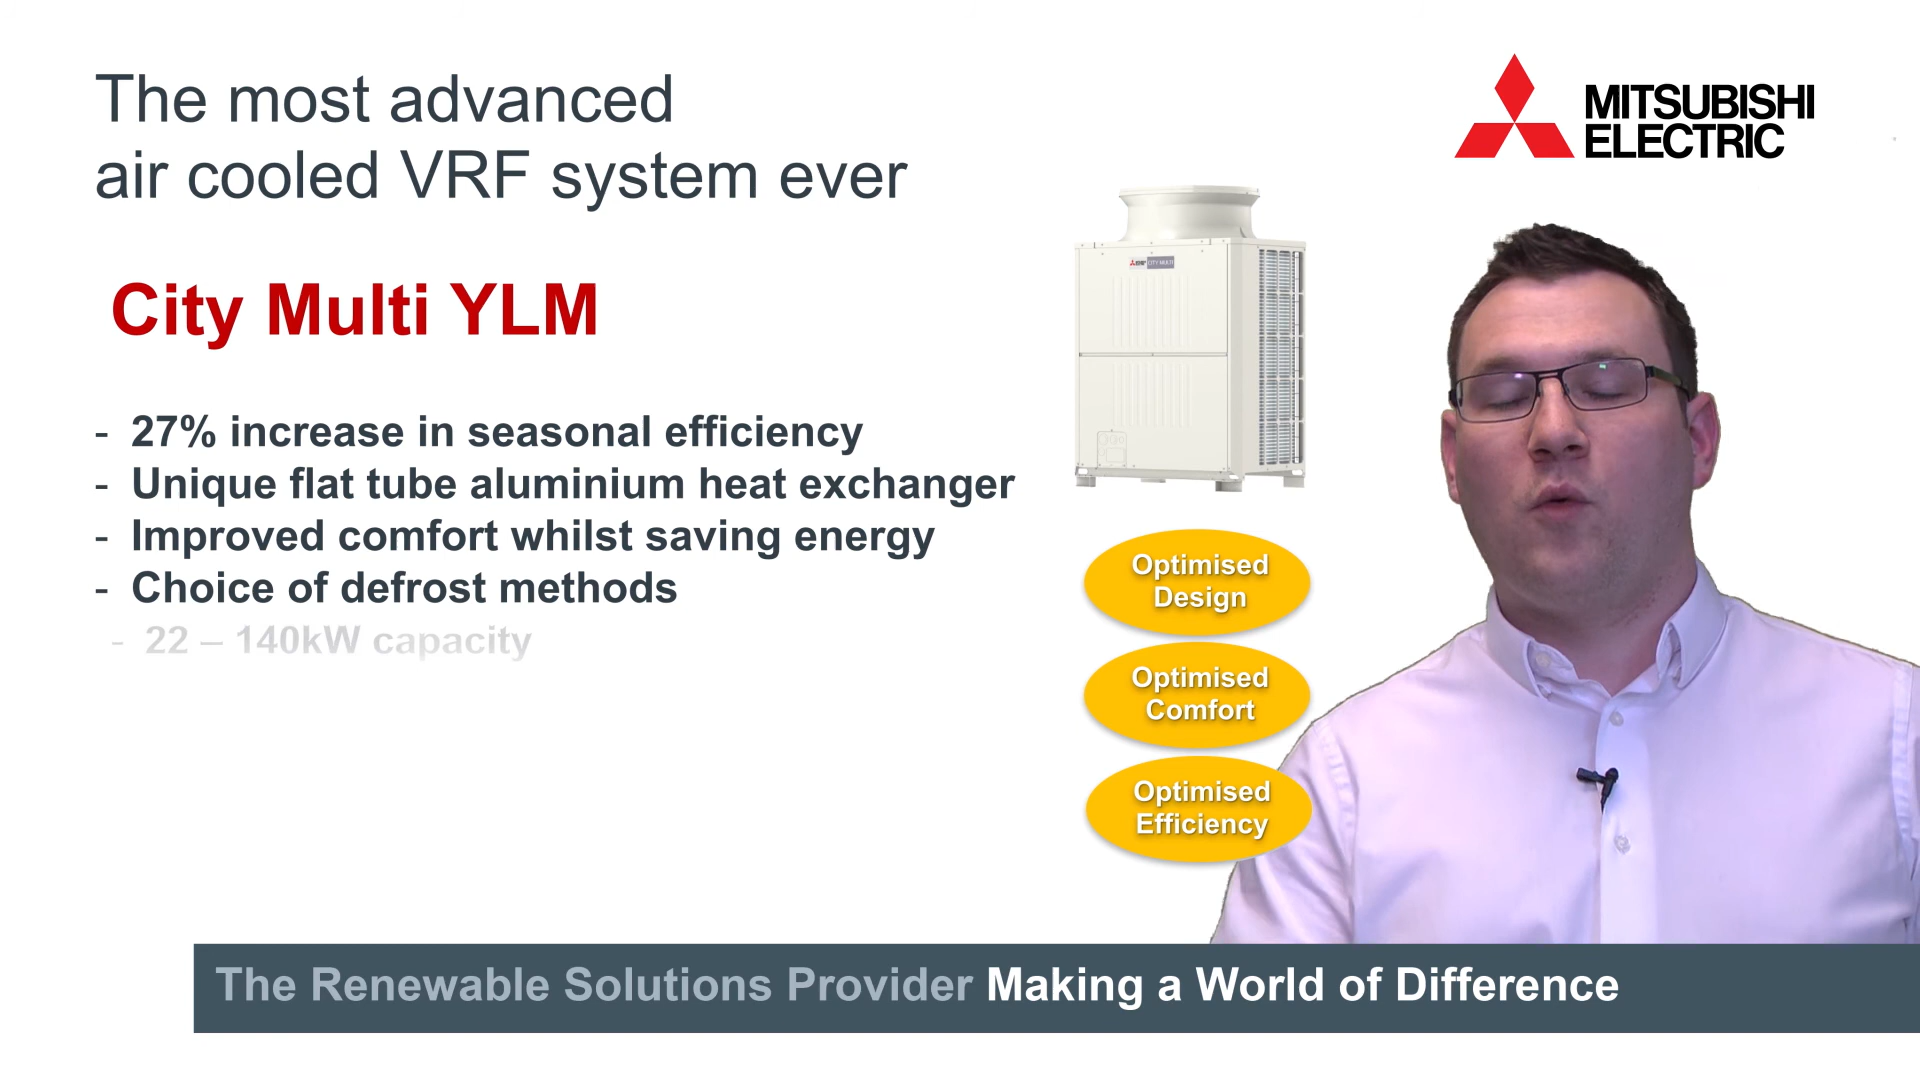 The most advanced
air cooled VRF system ever
MITSUBISHI
ELECTRIC
City Multi YLM
- 27% increase in seasonal efficiency
- Unique flat tube aluminium heat exchanger
- Improved comfort whilst saving energy
- Choice of defrost methods
- 22 – 140kW capacity
CITY MULTI
Optimised
Design
Optimised
Comfort
Optimised
Efficiency
The Renewable Solutions Provider Making a World of Difference